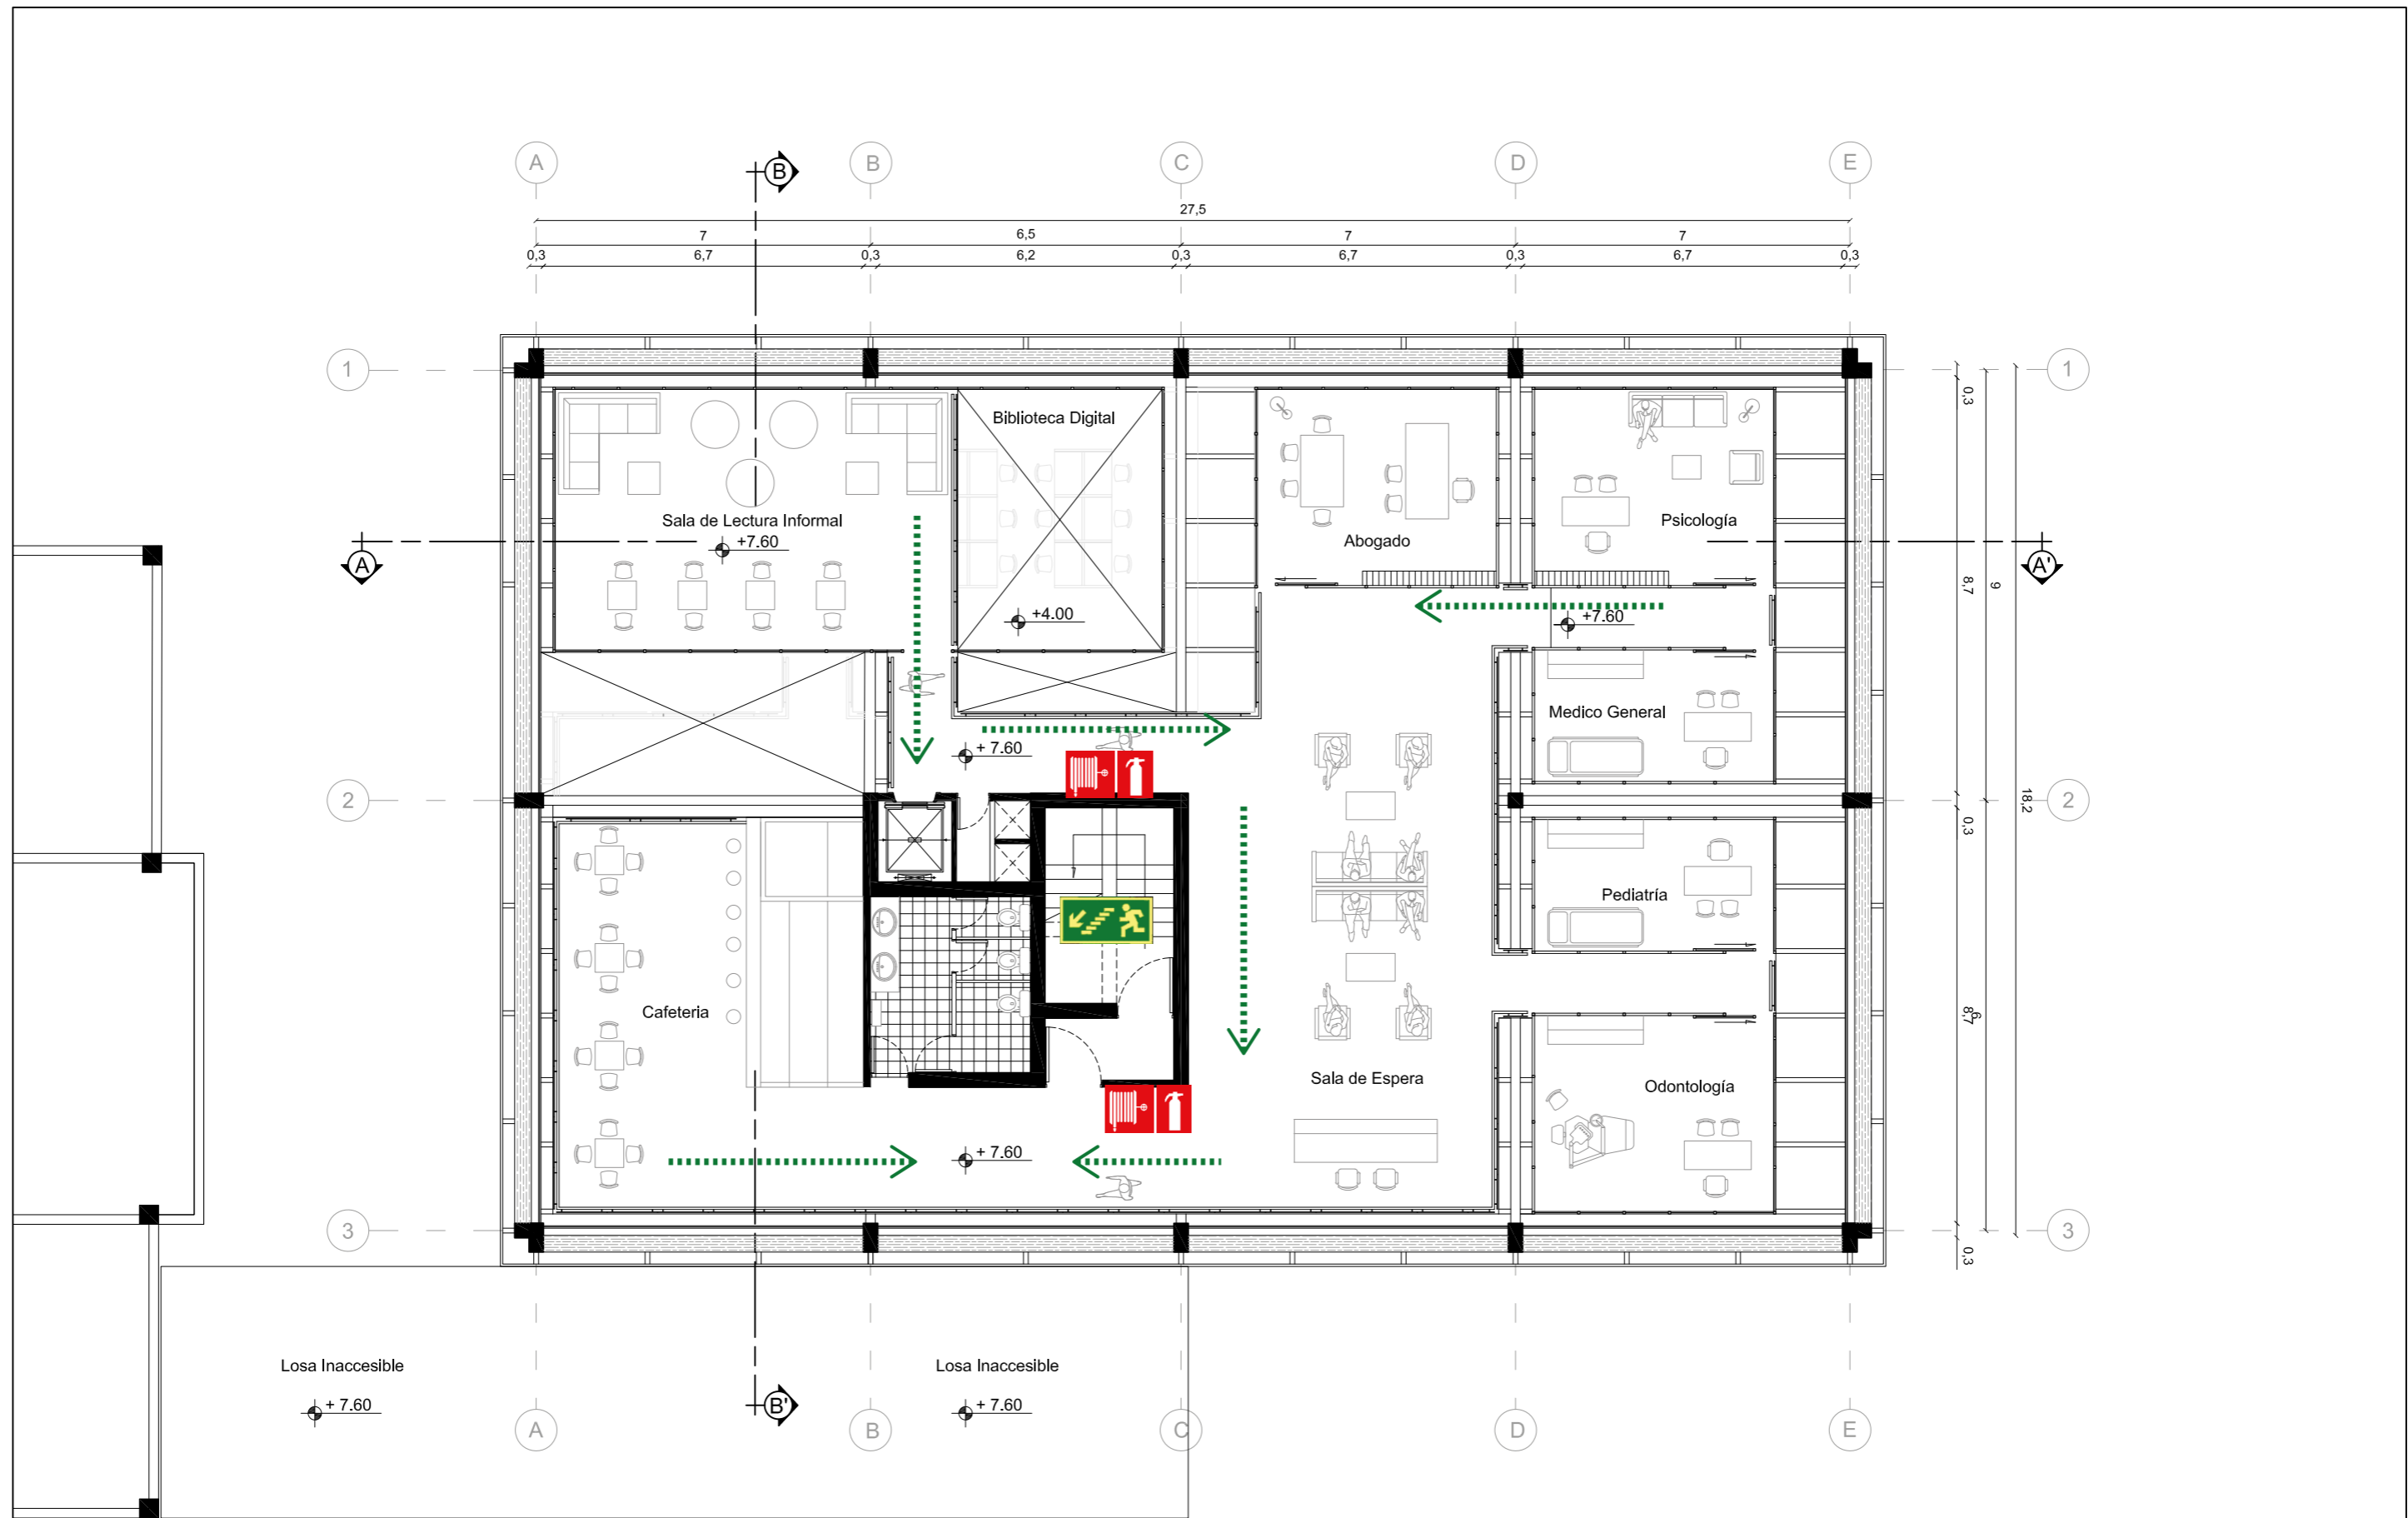 A B C D E
B
27,5
7 6,5 7 7
0,3 6,7 0,3 6,2 0,3 6,7 0,3 6,7 0,3
1 1
0,3
Biblioteca Digital
Sala de Lectura Informal
+7.60
Psicología
Abogado
A A'
8,7
9
+4.00
+7.60
Medico General
+ 7.60
2 2
18,2
0,3
Pediatría
Cafeteria
8,7
9
Sala de Espera
Odontología
+ 7.60
3 3
0,3
Losa Inaccesible Losa Inaccesible
+ 7.60 + 7.60
B'
A B C D E